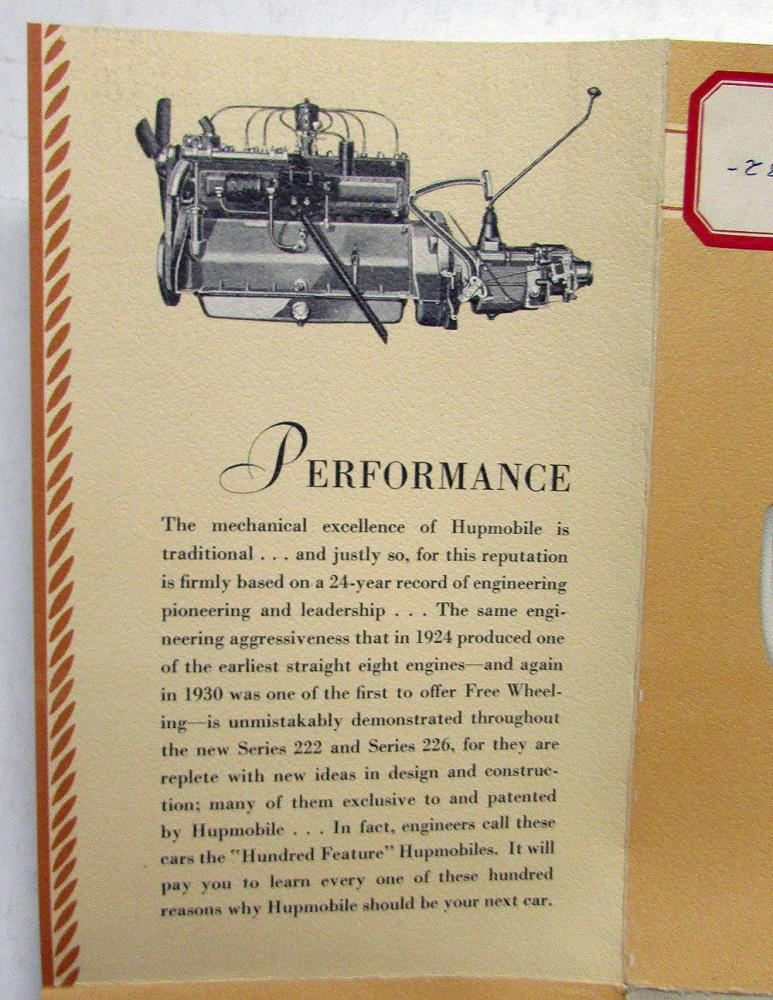 PERFORMANCE
The mechanical excellence of Hupmobile is
traditional . . . and justly so, for this reputation
is firmly based on a 24-year record of engineering
pioneering and leadership . . . The same engi-
neering aggressiveness that in 1924 produced one
of the earliest straight eight engines—and again
in 1930 was one of the first to offer Free Wheel-
ing—is unmistakably demonstrated throughout
the new Series 222 and Series 226, for they are
replete with new ideas in design and construc-
tion; many of them exclusive to and patented
by Hupmobile . . . In fact, engineers call these
cars the "Hundred Feature" Hupmobiles. It will
pay you to learn every one of these hundred
reasons why Hupmobile should be your next car.